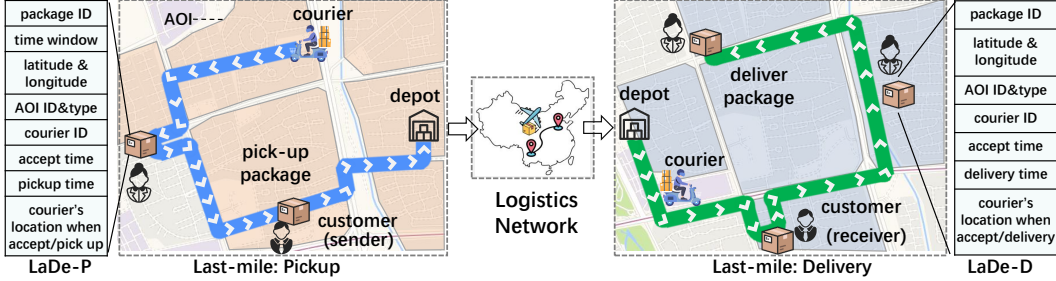 package ID
time window
latitude &
longitude
AOI ID&type
courier ID
accept time
pickup time
courier's
location when
accept/pick up
LaDe-P
AOI
courier
depot
pick-up
package
customer
(sender)
Last-mile: Pickup
Logistics
Network
deliver
package
depot
courier
customer
(receiver)
Last-mile: Delivery
package ID
latitude &
longitude
AOI ID&type
courier ID
accept time
delivery time
courier's
location when
accept/delivery
LaDe-D